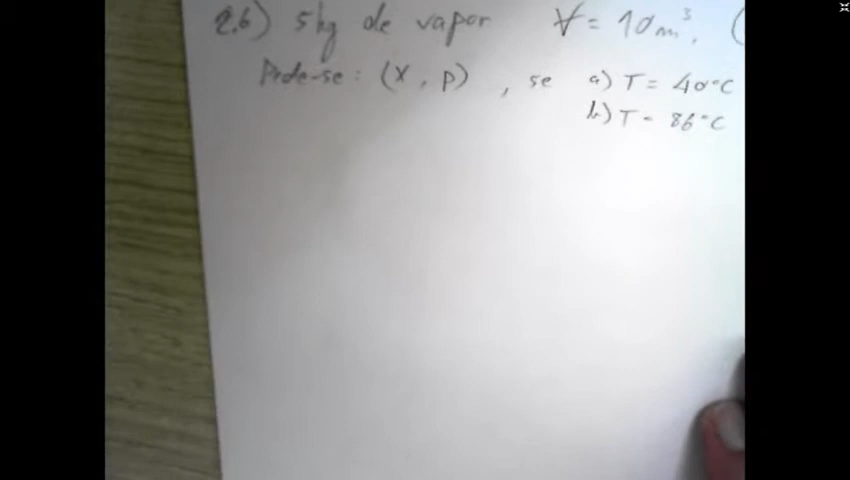 2.6) 5 kg de vapor V = 10 m³, (
Pede-se: (x, p), se a) T = 40°C
b) T = 86°C